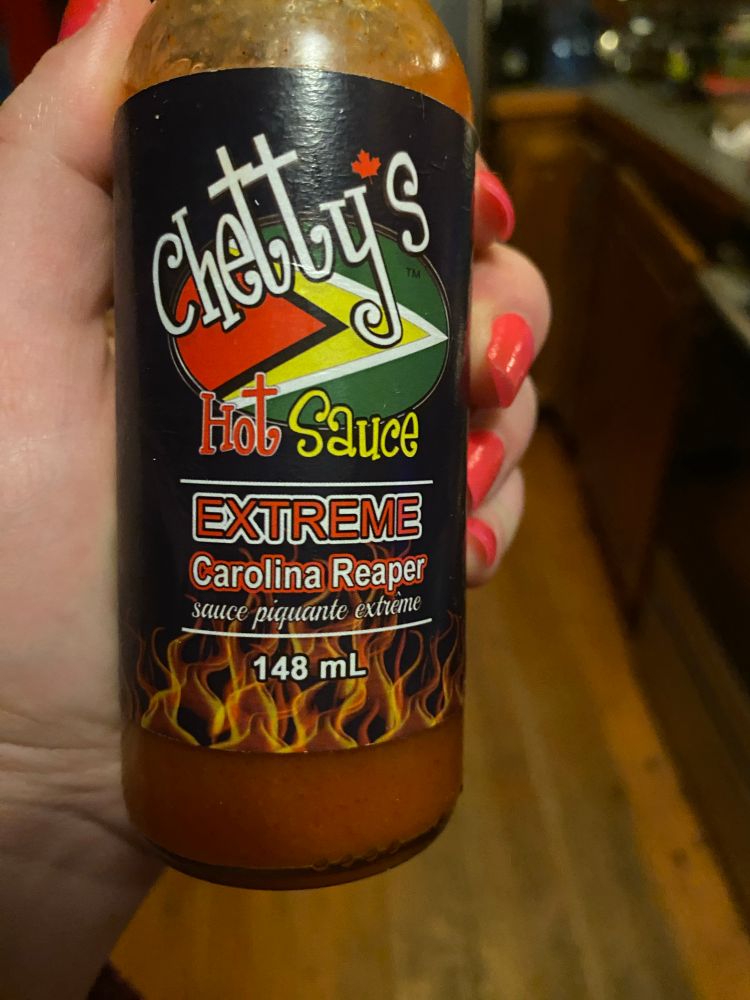 Chetty's
TM
Hot Sauce
EXTREME
Carolina Reaper
sauce piquante extrême
148 mL